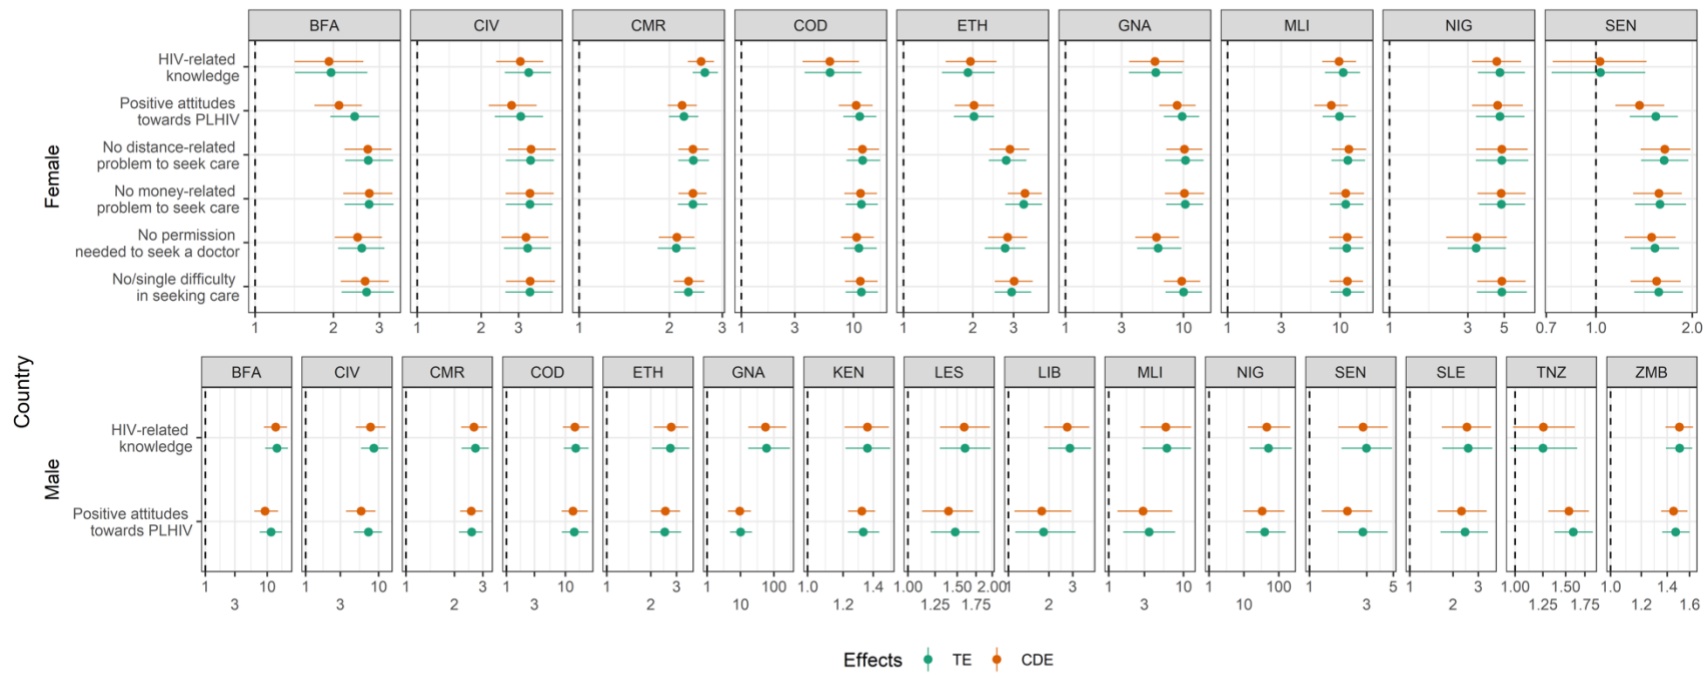 BFA CIV CMR COD ETH GNA MLI NIG SEN
Female
HIV-related
knowledge
Positive attitudes
towards PLHIV
No distance-related
problem to seek care
No money-related
problem to seek care
No permission
needed to seek a doctor
No/single difficulty
in seeking care
1 2 3 1 2 3 1 2 3 1 3 10 1 2 3 1 3 10 1 3 10 1 3 5 0.7 1.0 2.0
Country
BFA CIV CMR COD ETH GNA KEN LES LIB MLI NIG SEN SLE TNZ ZMB
Male
HIV-related
knowledge
Positive attitudes
towards PLHIV
1 10 1 10 1 3 1 10 1 3 1 100 1.0 1.4 1.00 1.50 2.00 1 3 1 10 1 100 1 5 1 3 1.00 1.50 1.0 1.4
3 3 2 3 2 10 1.2 1.25 1.75 2 3 10 3 2 1.25 1.75 1.2 1.6
Effects TE CDE